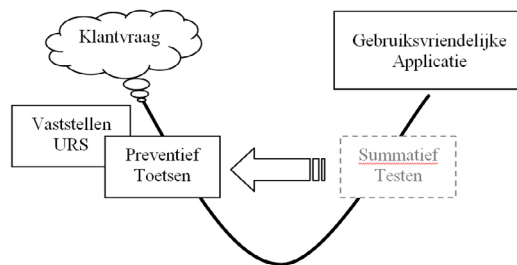 Klantvraag
Gebruiksvriendelijke
Applicatie
Vaststellen
URS
Preventief
Toetsen
Summatief
Testen